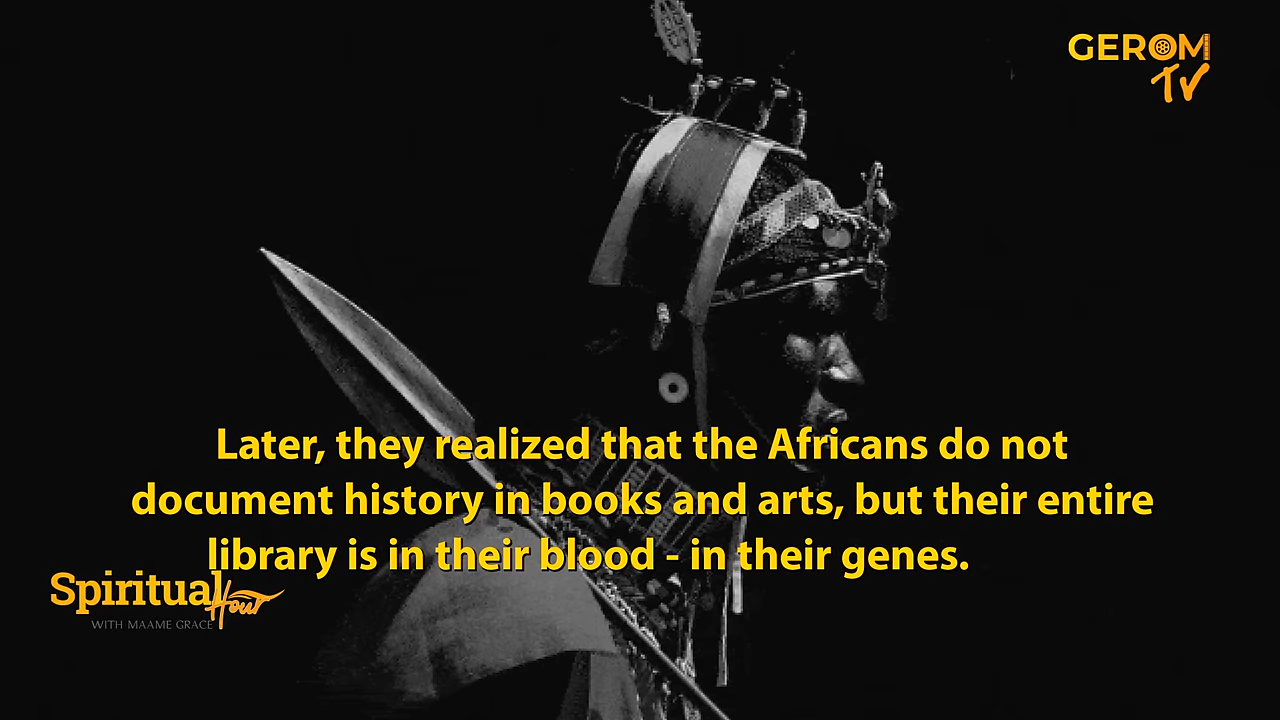 GEROM
TV
Later, they realized that the Africans do not
document history in books and arts, but their entire
library is in their blood - in their genes.
Spiritual
Hour
WITH MAAME GRACE